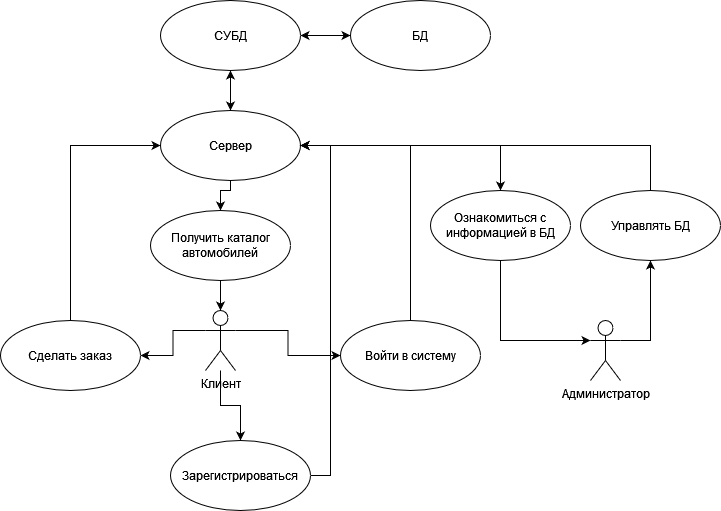 СУБД
БД
Сервер
Получить каталог
автомобилей
Ознакомиться с
информацией в БД
Управлять БД
Сделать заказ
Клиент
Войти в систему
Администратор
Зарегистрироваться